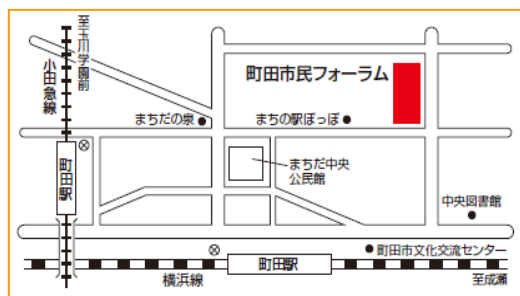 至玉川学園前
小田急線
町田市民フォーラム
まちだの泉
まちの駅ぽっぽ
町田駅
まちだ中央
公民館
中央図書館
町田市文化交流センター
横浜線
町田駅
至成瀬